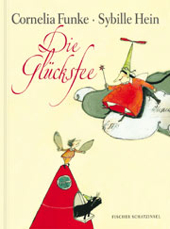 Cornelia Funke · Sybille Hein
Die
Glücksfee
FISCHER SCHATZINSEL